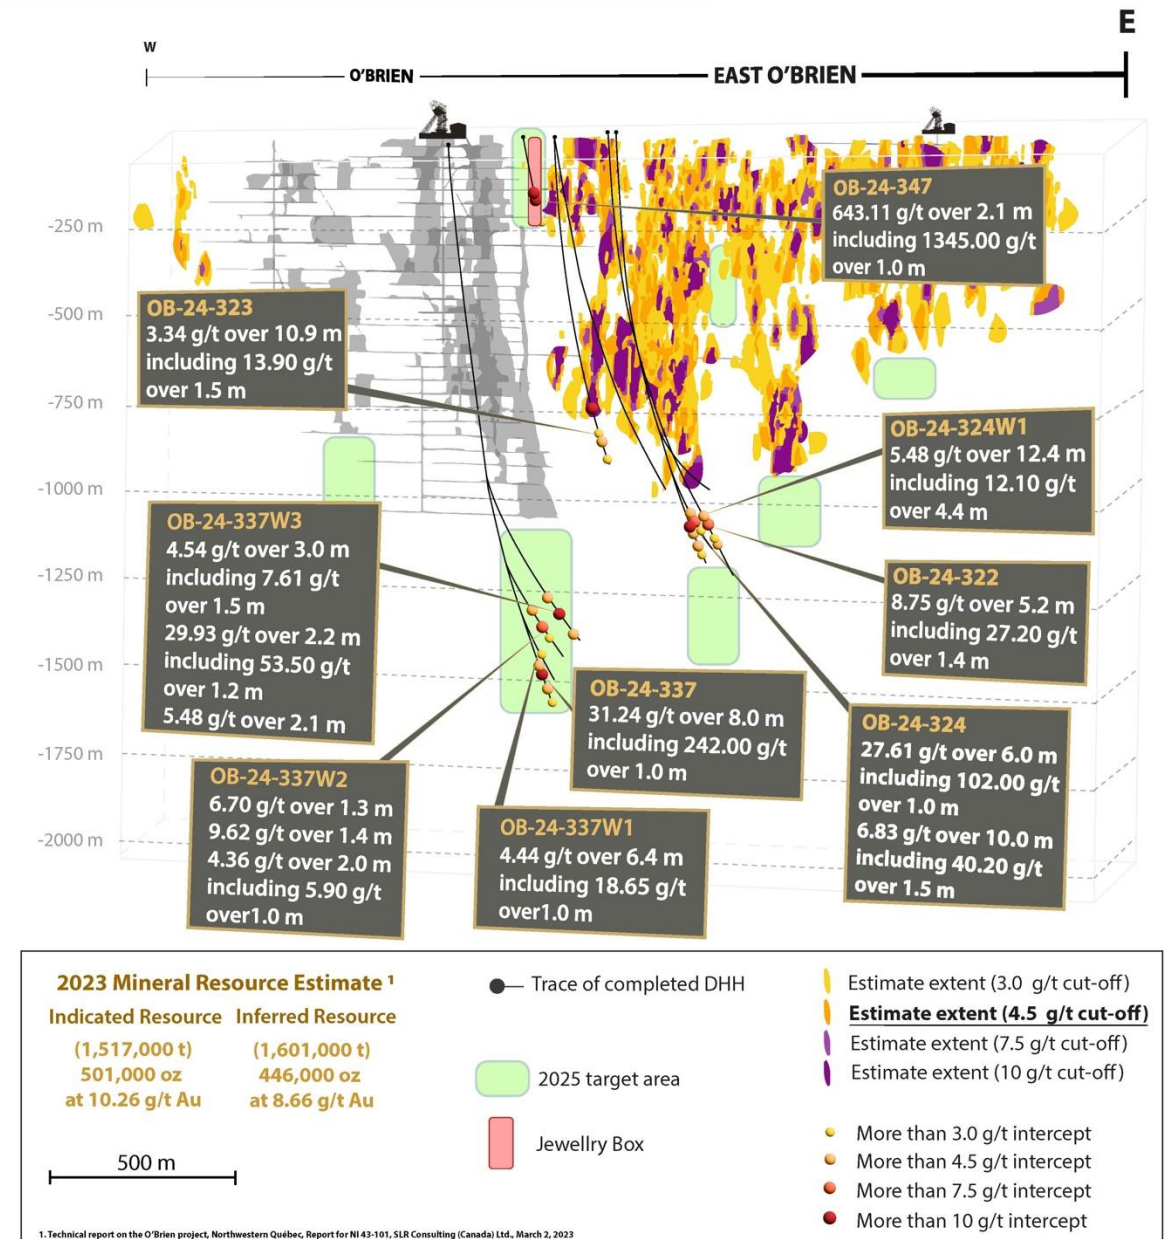 E
W
O'BRIEN
EAST O'BRIEN
-250 m
-500 m
-750 m
-1000 m
-1250 m
-1500 m
-1750 m
-2000 m
OB-24-347
643.11 g/t over 2.1 m
including 1345.00 g/t
over 1.0 m
OB-24-323
3.34 g/t over 10.9 m
including 13.90 g/t
over 1.5 m
OB-24-324W1
5.48 g/t over 12.4 m
including 12.10 g/t
over 4.4 m
OB-24-337W3
4.54 g/t over 3.0 m
including 7.61 g/t
over 1.5 m
29.93 g/t over 2.2 m
including 53.50 g/t
over 1.2 m
5.48 g/t over 2.1 m
OB-24-322
8.75 g/t over 5.2 m
including 27.20 g/t
over 1.4 m
OB-24-337
31.24 g/t over 8.0 m
including 242.00 g/t
over 1.0 m
OB-24-324
27.61 g/t over 6.0 m
including 102.00 g/t
over 1.0 m
6.83 g/t over 10.0 m
including 40.20 g/t
over 1.5 m
OB-24-337W2
6.70 g/t over 1.3 m
9.62 g/t over 1.4 m
4.36 g/t over 2.0 m
including 5.90 g/t
over1.0 m
OB-24-337W1
4.44 g/t over 6.4 m
including 18.65 g/t
over1.0 m
2023 Mineral Resource Estimate ¹
Indicated Resource Inferred Resource
(1,517,000 t) (1,601,000 t)
501,000 oz 446,000 oz
at 10.26 g/t Au at 8.66 g/t Au
500 m
Trace of completed DHH
2025 target area
Jewellry Box
Estimate extent (3.0 g/t cut-off)
Estimate extent (4.5 g/t cut-off)
Estimate extent (7.5 g/t cut-off)
Estimate extent (10 g/t cut-off)
More than 3.0 g/t intercept
More than 4.5 g/t intercept
More than 7.5 g/t intercept
More than 10 g/t intercept
1. Technical report on the O'Brien project, Northwestern Québec, Report for NI 43-101, SLR Consulting (Canada) Ltd., March 2, 2023